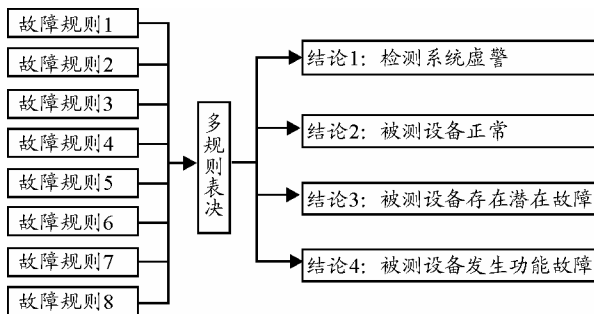 故障规则1
故障规则2
故障规则3
故障规则4
故障规则5
故障规则6
故障规则7
故障规则8
多规则表决
结论1：检测系统虚警
结论2：被测设备正常
结论3：被测设备存在潜在故障
结论4：被测设备发生功能故障